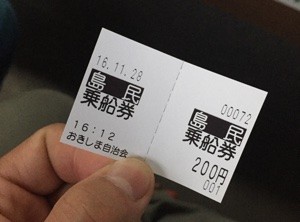 16.11.28
島 民
乗船券
16:12
おきしま自治会
00072
島 民
乗船券
200円
001